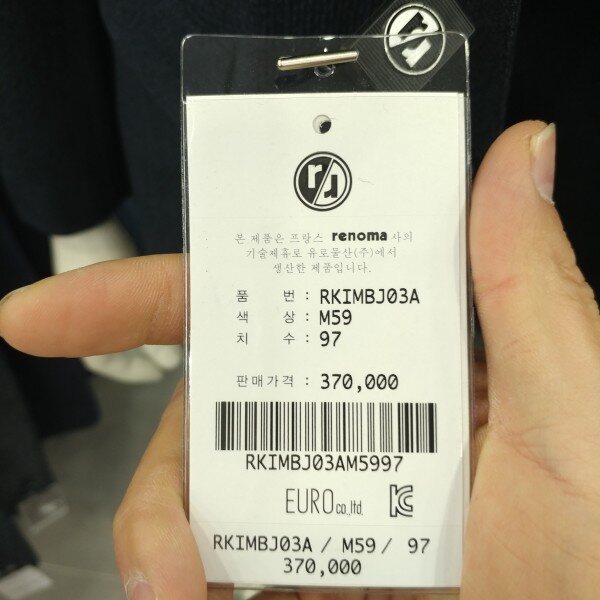 본 제품은 프랑스 renoma 사의
기술제휴로 유로물산(주)에서
생산한 제품입니다.
품 번 : RKIMBJ03A
색 상 : M59
치 수 : 97
판매가격 : 370,000
RKIMBJ03AM5997
EURO co.,ltd.
RKIMBJ03A / M59 / 97
370,000